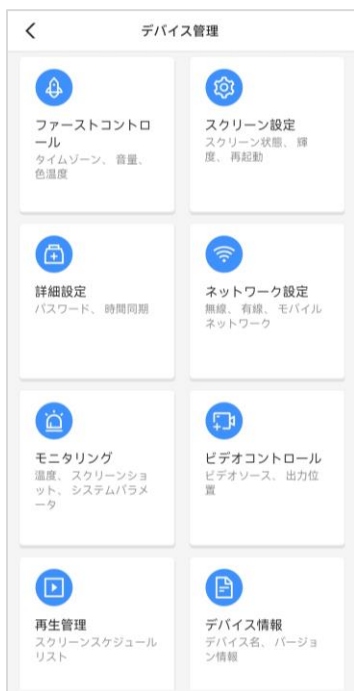 デバイス管理
ファーストコントロ
ール
タイムゾーン、音量、
色温度
スクリーン設定
スクリーン状態、輝
度、再起動
詳細設定
パスワード、時間同期
ネットワーク設定
無線、有線、モバイル
ネットワーク
モニタリング
温度、スクリーンショ
ット、システムパラメ
ータ
ビデオコントロール
ビデオソース、出力位
置
再生管理
スクリーンスケジュール
リスト
デバイス情報
デバイス名、バージョ
ン情報